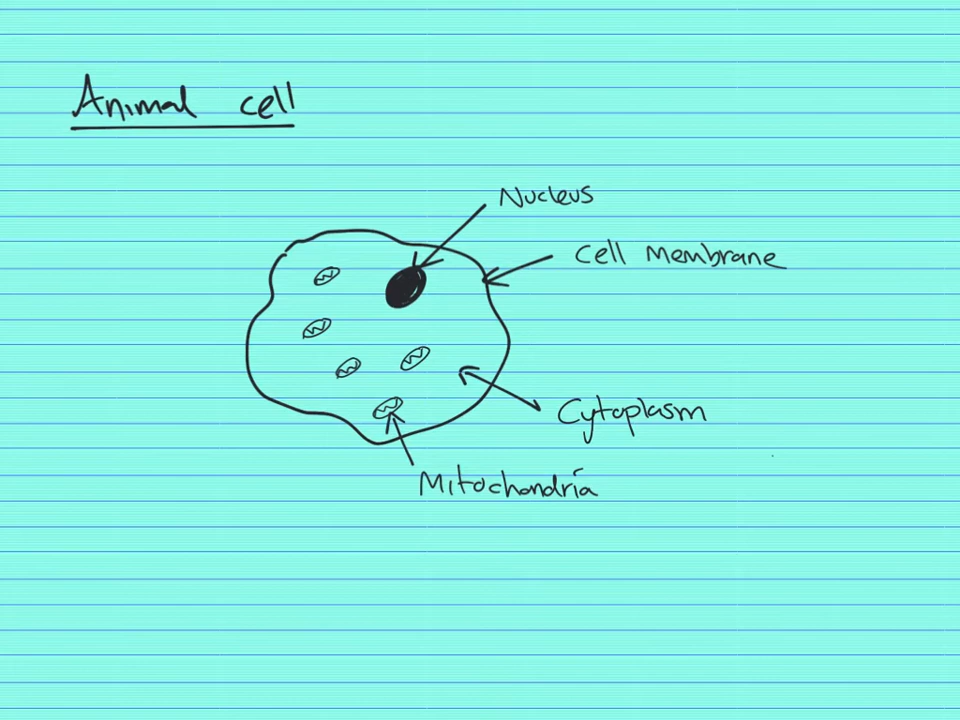 Animal cell
Nucleus
Cell Membrane
Cytoplasm
Mitochondria